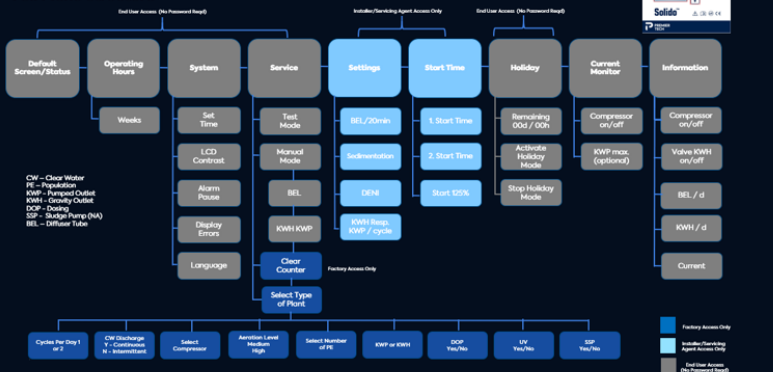 End User Access (No Password Reqd)
Installer/Servicing Agent Access Only
End User Access (No Password Reqd)
Solido
PREMIER
TECH
Default
Screen/Status
Operating
Hours
System
Service
Settings
Start Time
Holiday
Current
Monitor
Information
Weeks
Set
Time
LCD
Contrast
Alarm
Pause
Display
Errors
Language
Test
Mode
Manual
Mode
BEL
KWH KWP
Clear
Counter
Factory Access Only
Select Type
of Plant
BEL/20min
Sedimentation
DENI
KWH Resp.
KWP / cycle
1. Start Time
2. Start Time
Start 125%
Remaining
00d / 00h
Activate
Holiday
Mode
Stop Holiday
Mode
Compressor
on/off
KWP max.
(optional)
Compressor
on/off
Valve KWH
on/off
BEL / d
KWH / d
Current
CW – Clear Water
PE – Population
KWP - Pumped Outlet
KWH - Gravity Outlet
DOP - Dosing
SSP - Sludge Pump (NA)
BEL – Diffuser Tube
Cycles Per Day 1
or 2
CW Discharge
Y - Continuous
N - Intermittent
Select
Compressor
Aeration Level
Medium
High
Select Number
of PE
KWP or KWH
DOP
Yes/No
UV
Yes/No
SSP
Yes/No
Factory Access Only
Installer/Servicing
Agent Access Only
End User Access
(No Password Reqd)